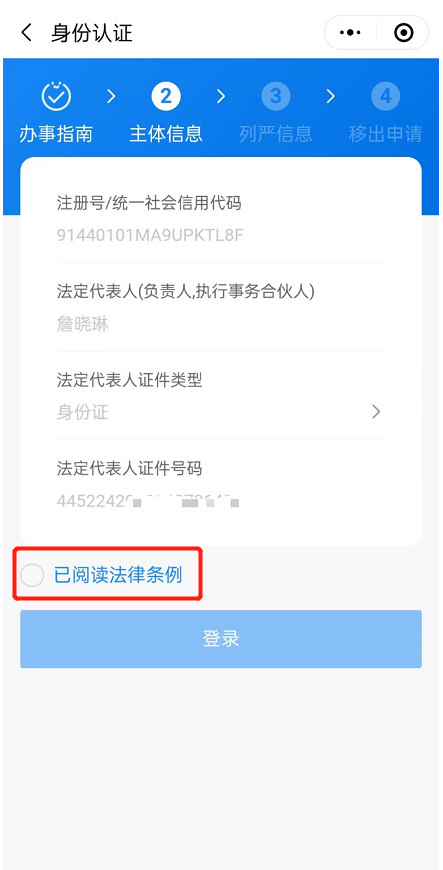 身份认证
2
3
4
办事指南
主体信息
列严信息
移出申请
注册号/统一社会信用代码
91440101MA9UPKTL8F
法定代表人(负责人,执行事务合伙人)
詹晓琳
法定代表人证件类型
身份证
法定代表人证件号码
4452242
已阅读法律条例
登录